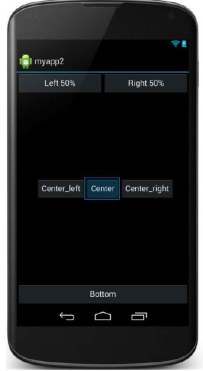 myapp2
Left 50% Right 50%
Center_left Center Center_right
Bottom